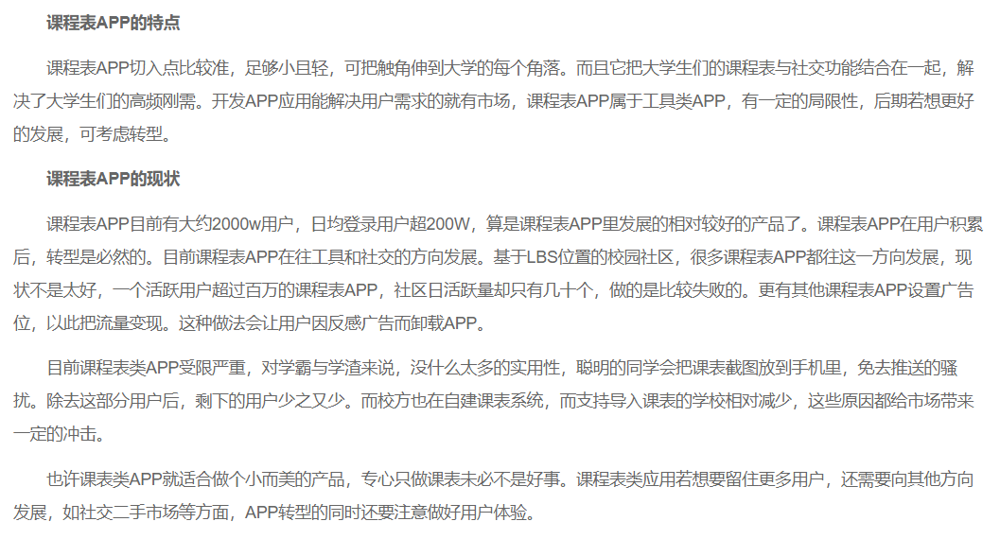 课程表APP的特点
课程表APP切入点比较准，足够小且轻，可把触角伸到大学的每个角落。而且它把大学生们的课程表与社交功能结合在一起，解
决了大学生们的高频刚需。开发APP应用能解决用户需求的就有市场，课程表APP属于工具类APP，有一定的局限性，后期若想更好
的发展，可考虑转型。
课程表APP的现状
课程表APP目前有大约2000w用户，日均登录用户超200W，算是课程表APP里发展的相对较好的产品了。课程表APP在用户积累
后，转型是必然的。目前课程表APP在往工具和社交的方向发展。基于LBS位置的校园社区，很多课程表APP都往这一方向发展，现
状不是太好，一个活跃用户超过百万的课程表APP，社区日活跃量却只有几十个，做的是比较失败的。更有其他课程表APP设置广告
位，以此把流量变现。这种做法会让用户因反感广告而卸载APP。
目前课程表类APP受限严重，对学霸与学渣来说，没什么太多的实用性，聪明的同学会把课表截图放到手机里，免去推送的骚
扰。除去这部分用户后，剩下的用户少之又少。而校方也在自建课表系统，而支持导入课表的学校相对减少，这些原因都给市场带来
一定的冲击。
也许课表类APP就适合做个小而美的产品，专心只做课表未必不是好事。课程表类应用若想要留住更多用户，还需要向其他方向
发展，如社交二手市场等方面，APP转型的同时还要注意做好用户体验。